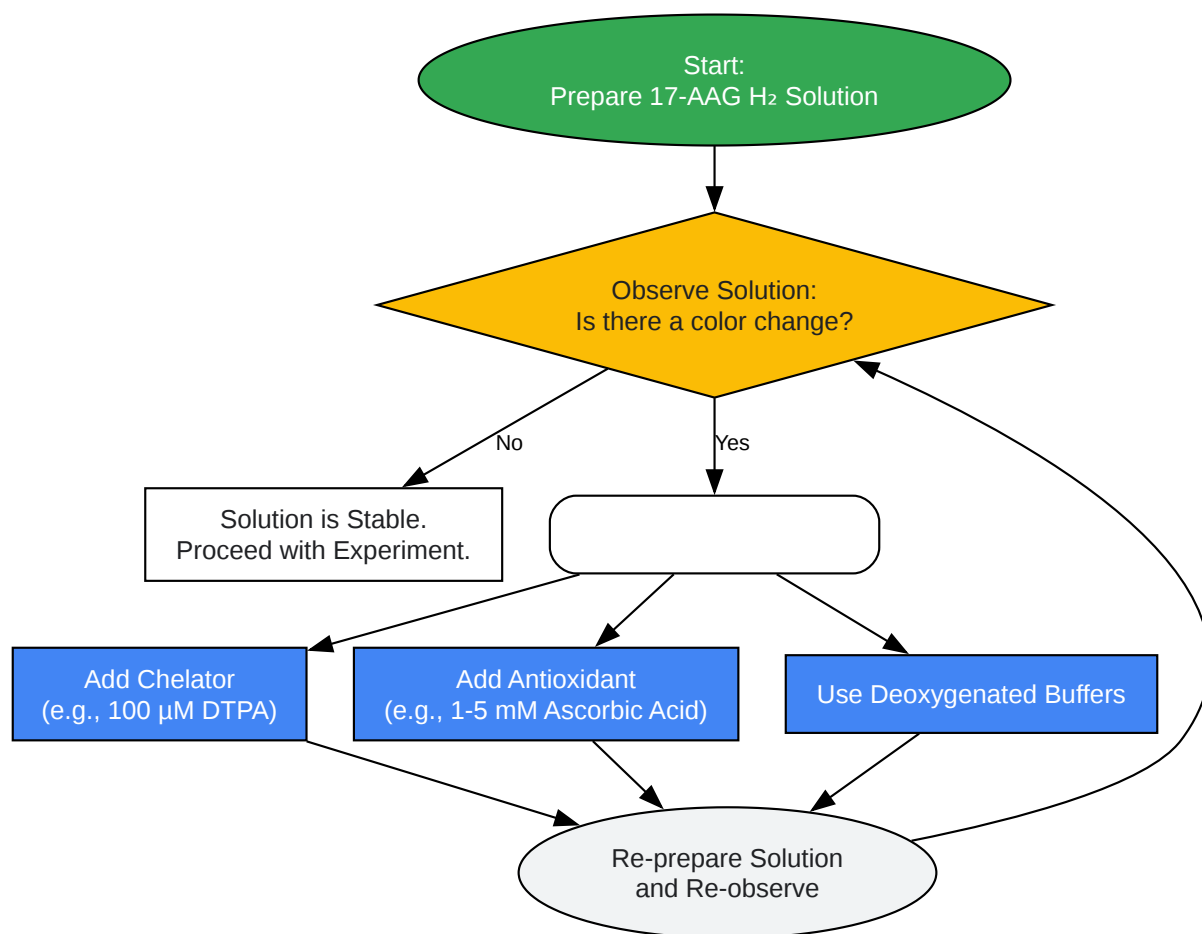 Start:
Prepare 17-AAG H₂ Solution
Observe Solution:
Is there a color change?
No
Yes
Solution is Stable.
Proceed with Experiment.
Add Chelator
(e.g., 100 µM DTPA)
Add Antioxidant
(e.g., 1-5 mM Ascorbic Acid)
Use Deoxygenated Buffers
Re-prepare Solution
and Re-observe